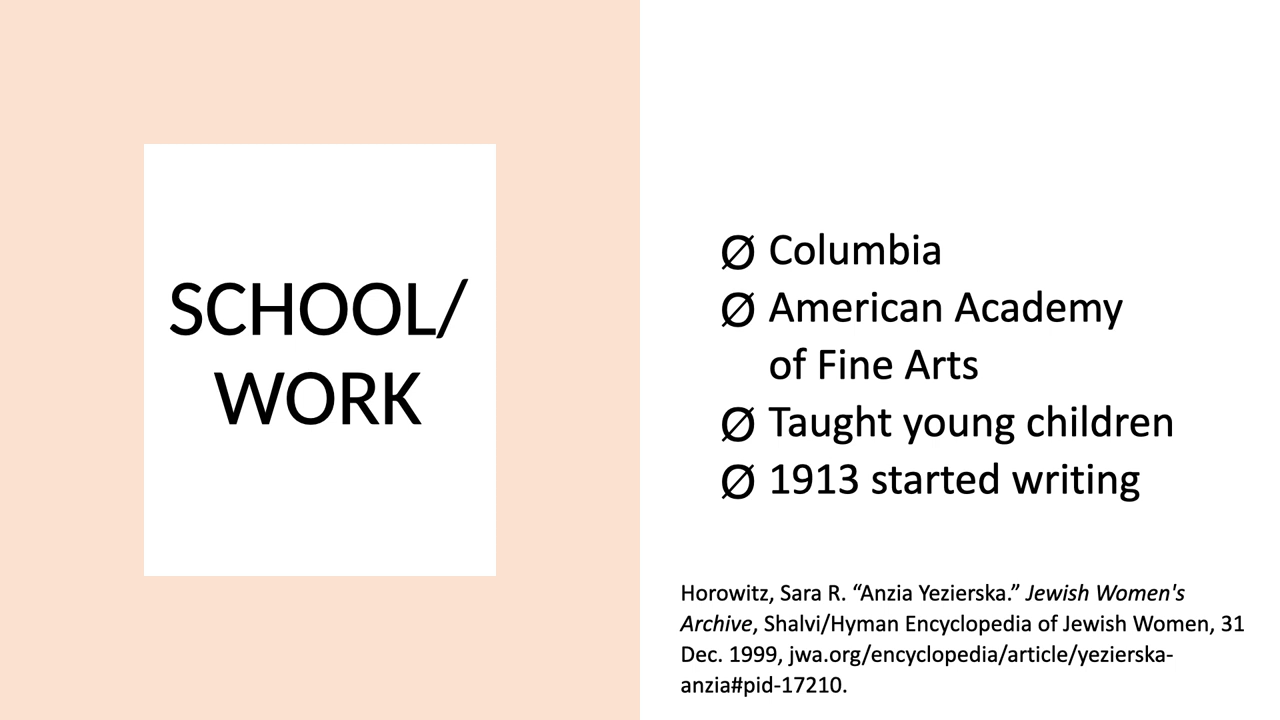 SCHOOL/
WORK
Ø Columbia
Ø American Academy
of Fine Arts
Ø Taught young children
Ø 1913 started writing
Horowitz, Sara R. “Anzia Yezierska.” Jewish Women's
Archive, Shalvi/Hyman Encyclopedia of Jewish Women, 31
Dec. 1999, jwa.org/encyclopedia/article/yezierska-
anzia#pid-17210.